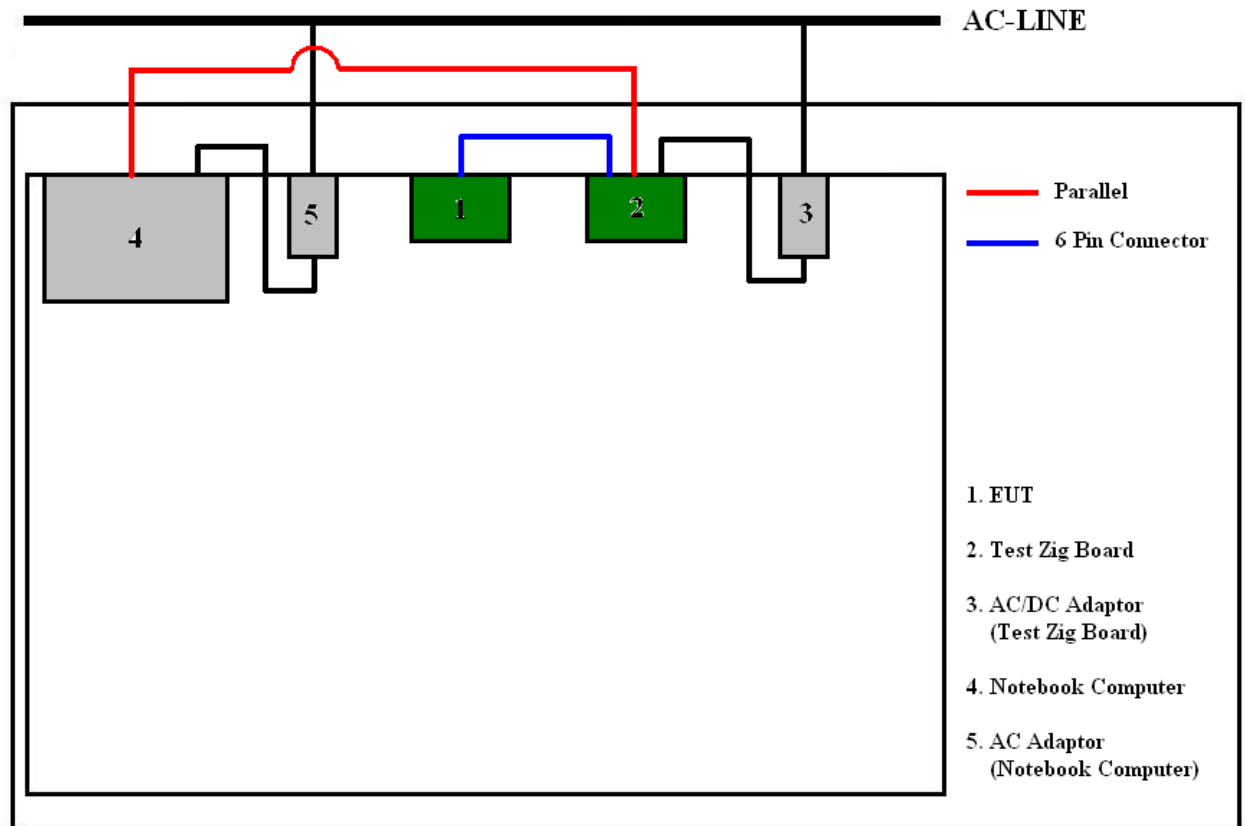 AC-LINE
4
5
1
2
3
Parallel
6 Pin Connector
1. EUT
2. Test Zig Board
3. AC/DC Adaptor
(Test Zig Board)
4. Notebook Computer
5. AC Adaptor
(Notebook Computer)